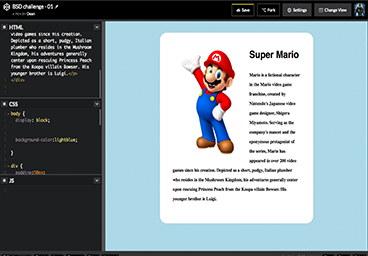 BSD challenge - 01
A PEN BY Dean
Save
Fork
Settings
Change View
HTML
video games since his creation.
Depicted as a short, pudgy, Italian
plumber who resides in the Mushroom
Kingdom, his adventures generally
center upon rescuing Princess Peach
from the Koopa villain Bowser. His
younger brother is Luigi.</p>
</div>
CSS
body {
display: block;
background-color:lightblue;
}
div {
padding:30px;
JS
Super Mario
Mario is a fictional character
in the Mario video game
franchise, created by
Nintendo's Japanese video
game designer, Shigeru
Miyamoto. Serving as the
company's mascot and the
eponymous protagonist of
the series, Mario has
appeared in over 200 video
games since his creation. Depicted as a short, pudgy, Italian plumber
who resides in the Mushroom Kingdom, his adventures generally center
upon rescuing Princess Peach from the Koopa villain Bowser. His
younger brother is Luigi.